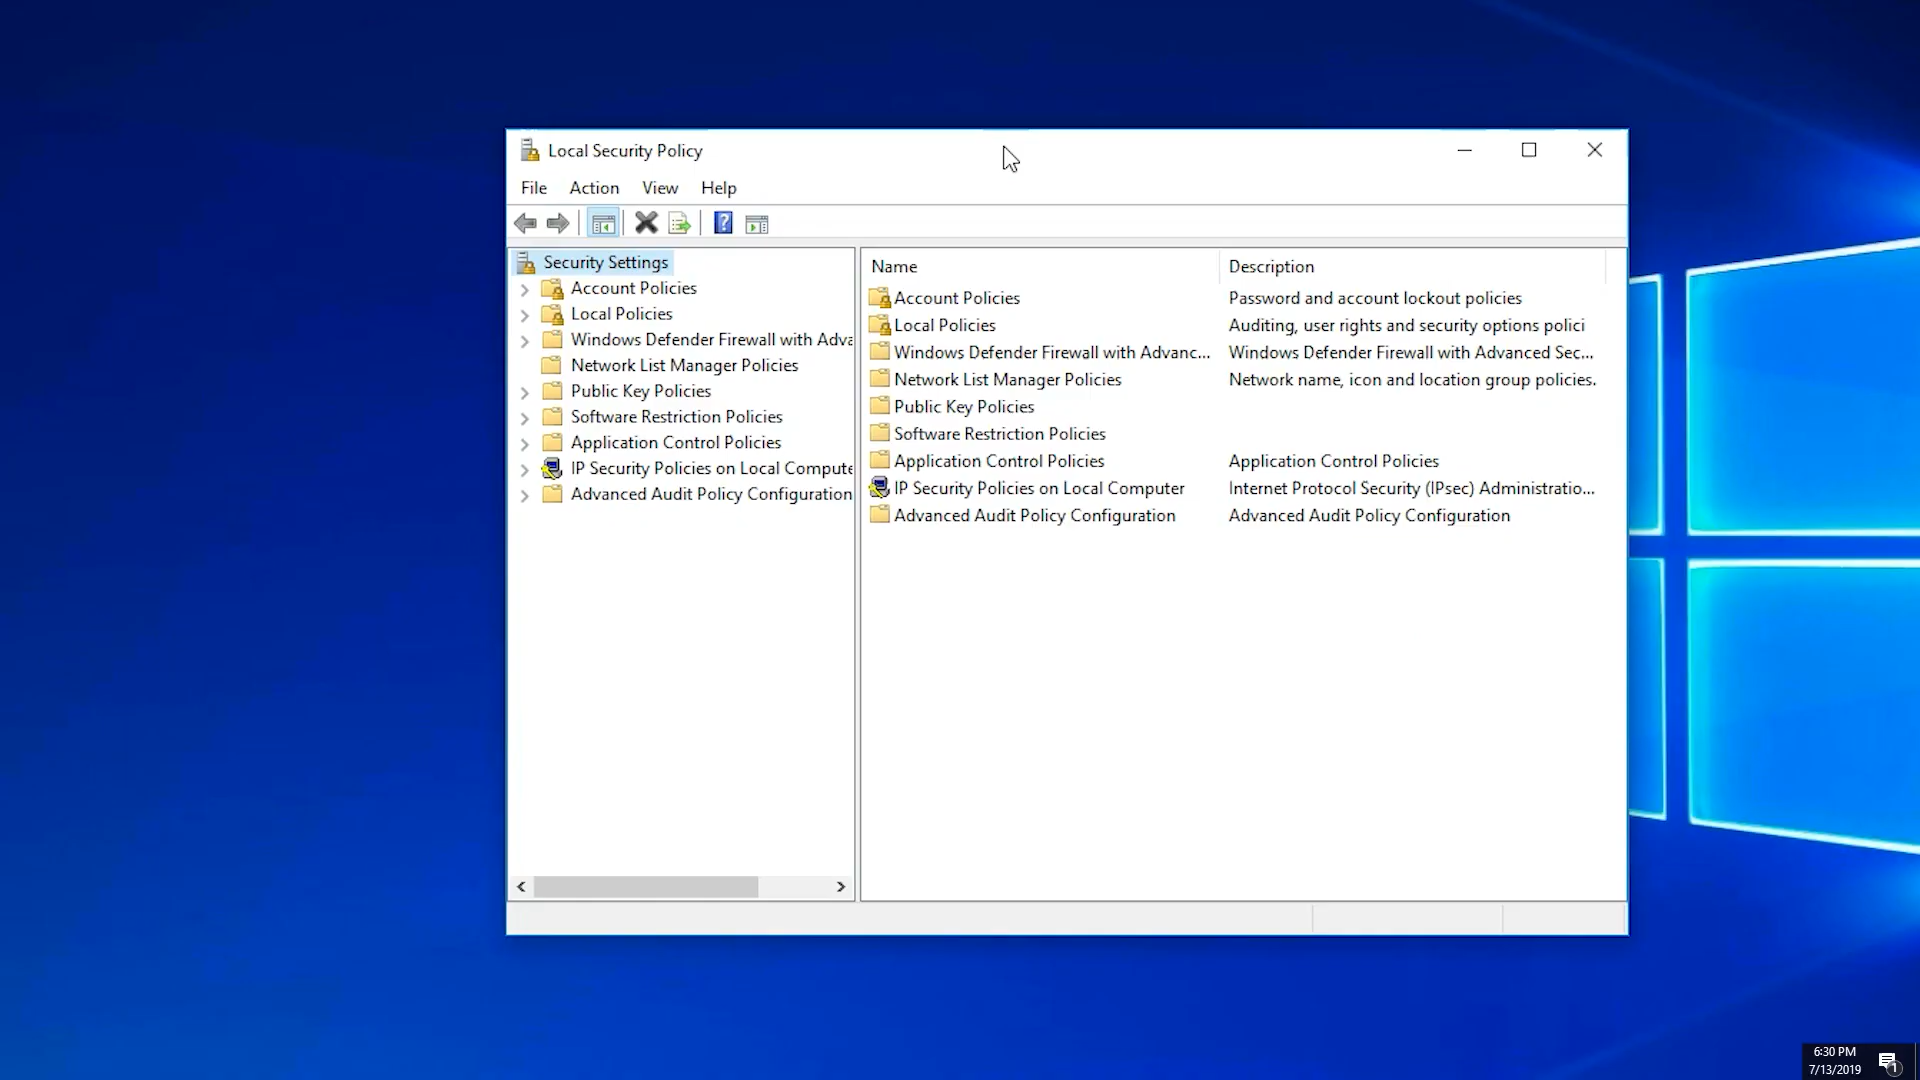 Local Security Policy
File Action View Help
Security Settings
Account Policies
Local Policies
Windows Defender Firewall with Adva
Network List Manager Policies
Public Key Policies
Software Restriction Policies
Application Control Policies
IP Security Policies on Local Compute
Advanced Audit Policy Configuration
Name Description
Account Policies Password and account lockout policies
Local Policies Auditing, user rights and security options polici
Windows Defender Firewall with Advanc... Windows Defender Firewall with Advanced Sec...
Network List Manager Policies Network name, icon and location group policies.
Public Key Policies
Software Restriction Policies
Application Control Policies Application Control Policies
IP Security Policies on Local Computer Internet Protocol Security (IPsec) Administratio...
Advanced Audit Policy Configuration Advanced Audit Policy Configuration
6:30 PM
7/13/2019
1